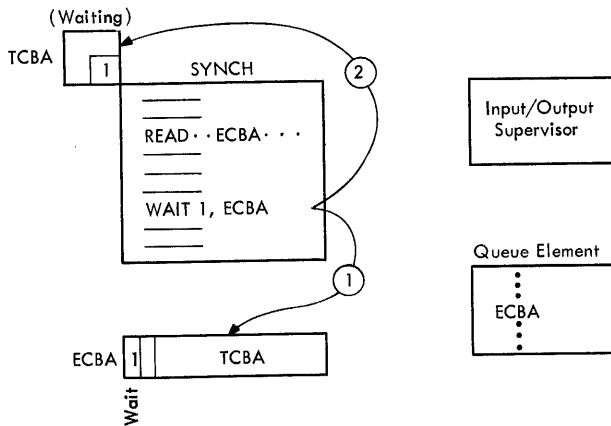 (Waiting)
TCBA
1
SYNCH
2
READ · · ECBA · · ·
WAIT 1, ECBA
1
Input/Output
Supervisor
Queue Element
ECBA
ECBA
1
TCBA
Wait